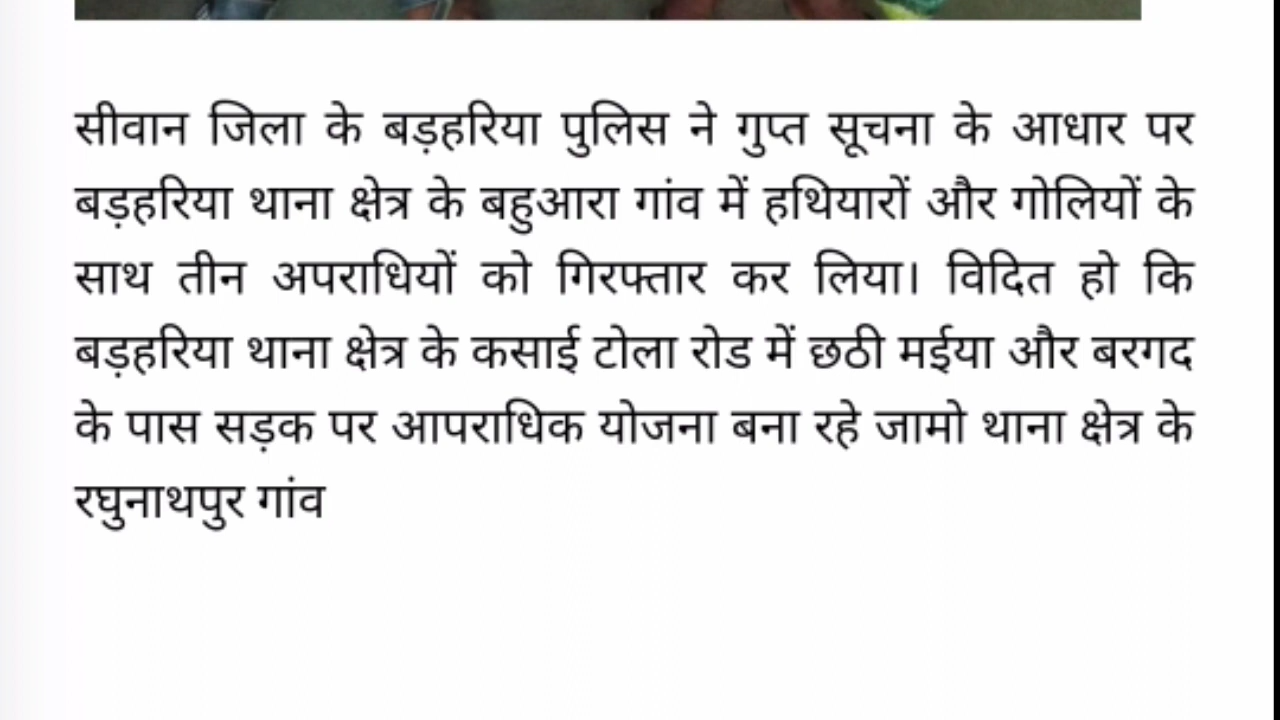 सीवान जिला के बड़हरिया पुलिस ने गुप्त सूचना के आधार पर
बड़हरिया थाना क्षेत्र के बहुआरा गांव में हथियारों और गोलियों के
साथ तीन अपराधियों को गिरफ्तार कर लिया। विदित हो कि
बड़हरिया थाना क्षेत्र के कसाई टोला रोड में छठी मईया और बरगद
के पास सड़क पर आपराधिक योजना बना रहे जामो थाना क्षेत्र के
रघुनाथपुर गांव